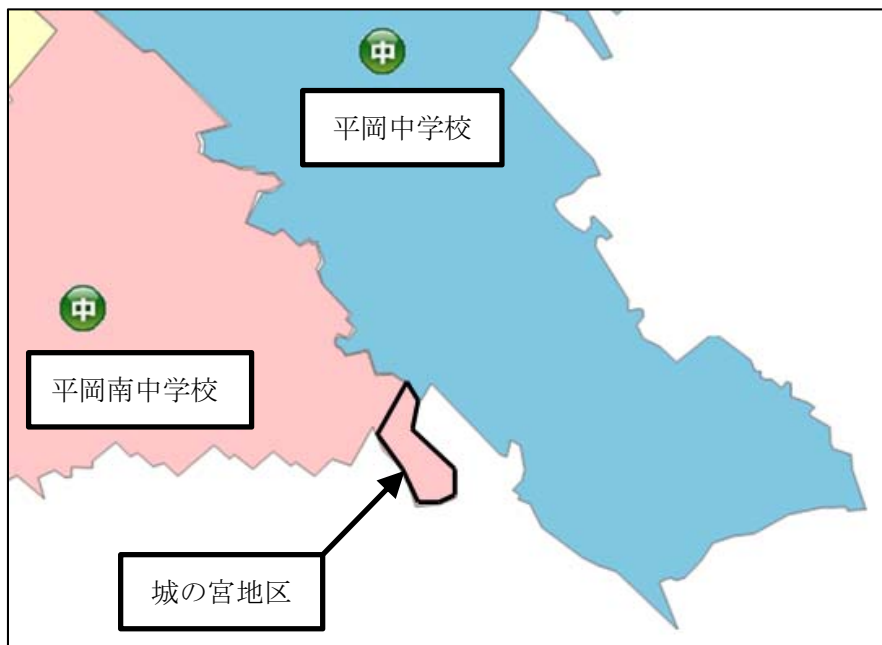 中
平岡中学校
中
平岡南中学校
城の宮地区